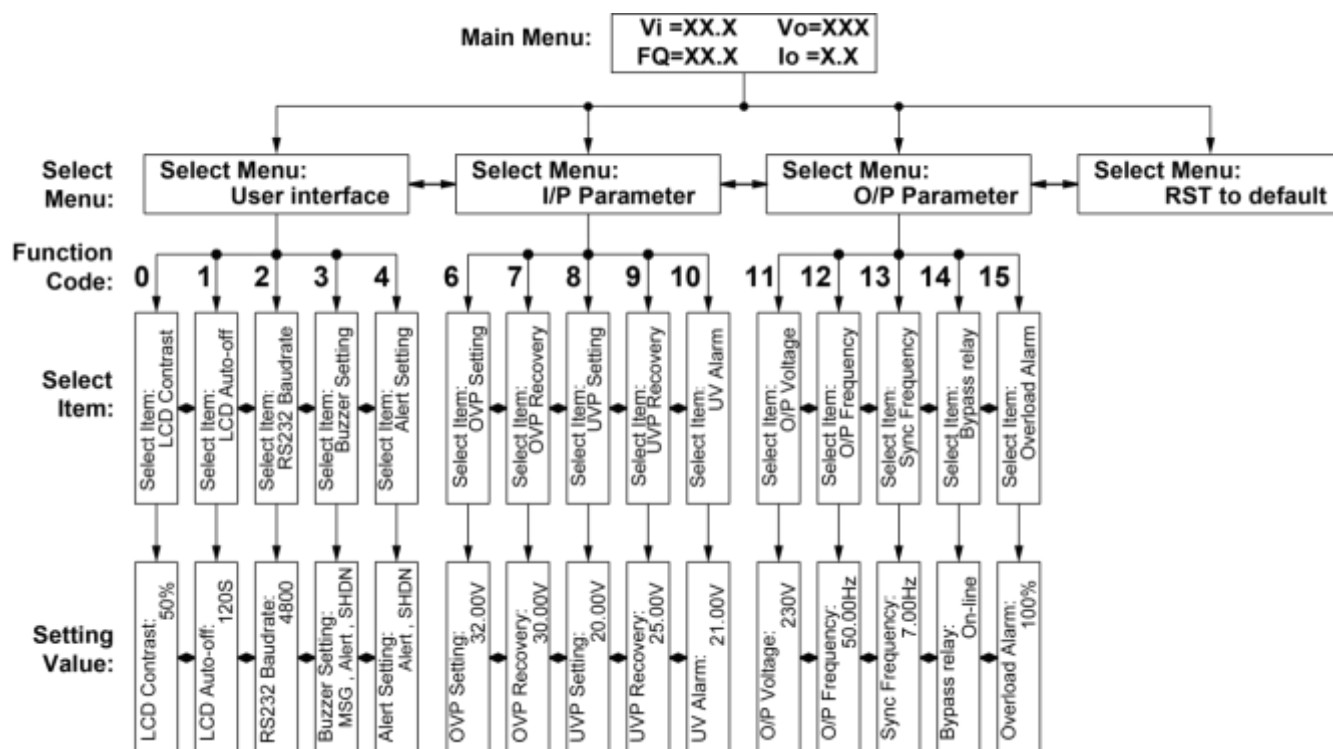 Main Menu:
Vi =XX.X Vo=XXX
FQ=XX.X Io =X.X
Select
Menu:
Select Menu:
User interface
Select Menu:
I/P Parameter
Select Menu:
O/P Parameter
Select Menu:
RST to default
Function
Code:
0 1 2 3 4 6 7 8 9 10 11 12 13 14 15
Select
Item:
Select Item:
LCD Contrast
Select Item:
LCD Auto-off
Select Item:
RS232 Baudrate
Select Item:
Buzzer Setting
Select Item:
Alert Setting
Select Item:
OVP Setting
Select Item:
OVP Recovery
Select Item:
UVP Setting
Select Item:
UVP Recovery
Select Item:
UV Alarm
Select Item:
O/P Voltage
Select Item:
O/P Frequency
Select Item:
Sync Frequency
Select Item:
Bypass relay
Select Item:
Overload Alarm
Setting
Value:
LCD Contrast:
50%
LCD Auto-off:
120S
RS232 Baudrate:
4800
Buzzer Setting:
MSG , Alert , SHDN
Alert Setting:
Alert , SHDN
OVP Setting:
32.00V
OVP Recovery:
30.00V
UVP Setting:
20.00V
UVP Recovery:
25.00V
UV Alarm:
21.00V
O/P Voltage:
230V
O/P Frequency:
50.00Hz
Sync Frequency:
7.00Hz
Bypass relay:
On-line
Overload Alarm:
100%